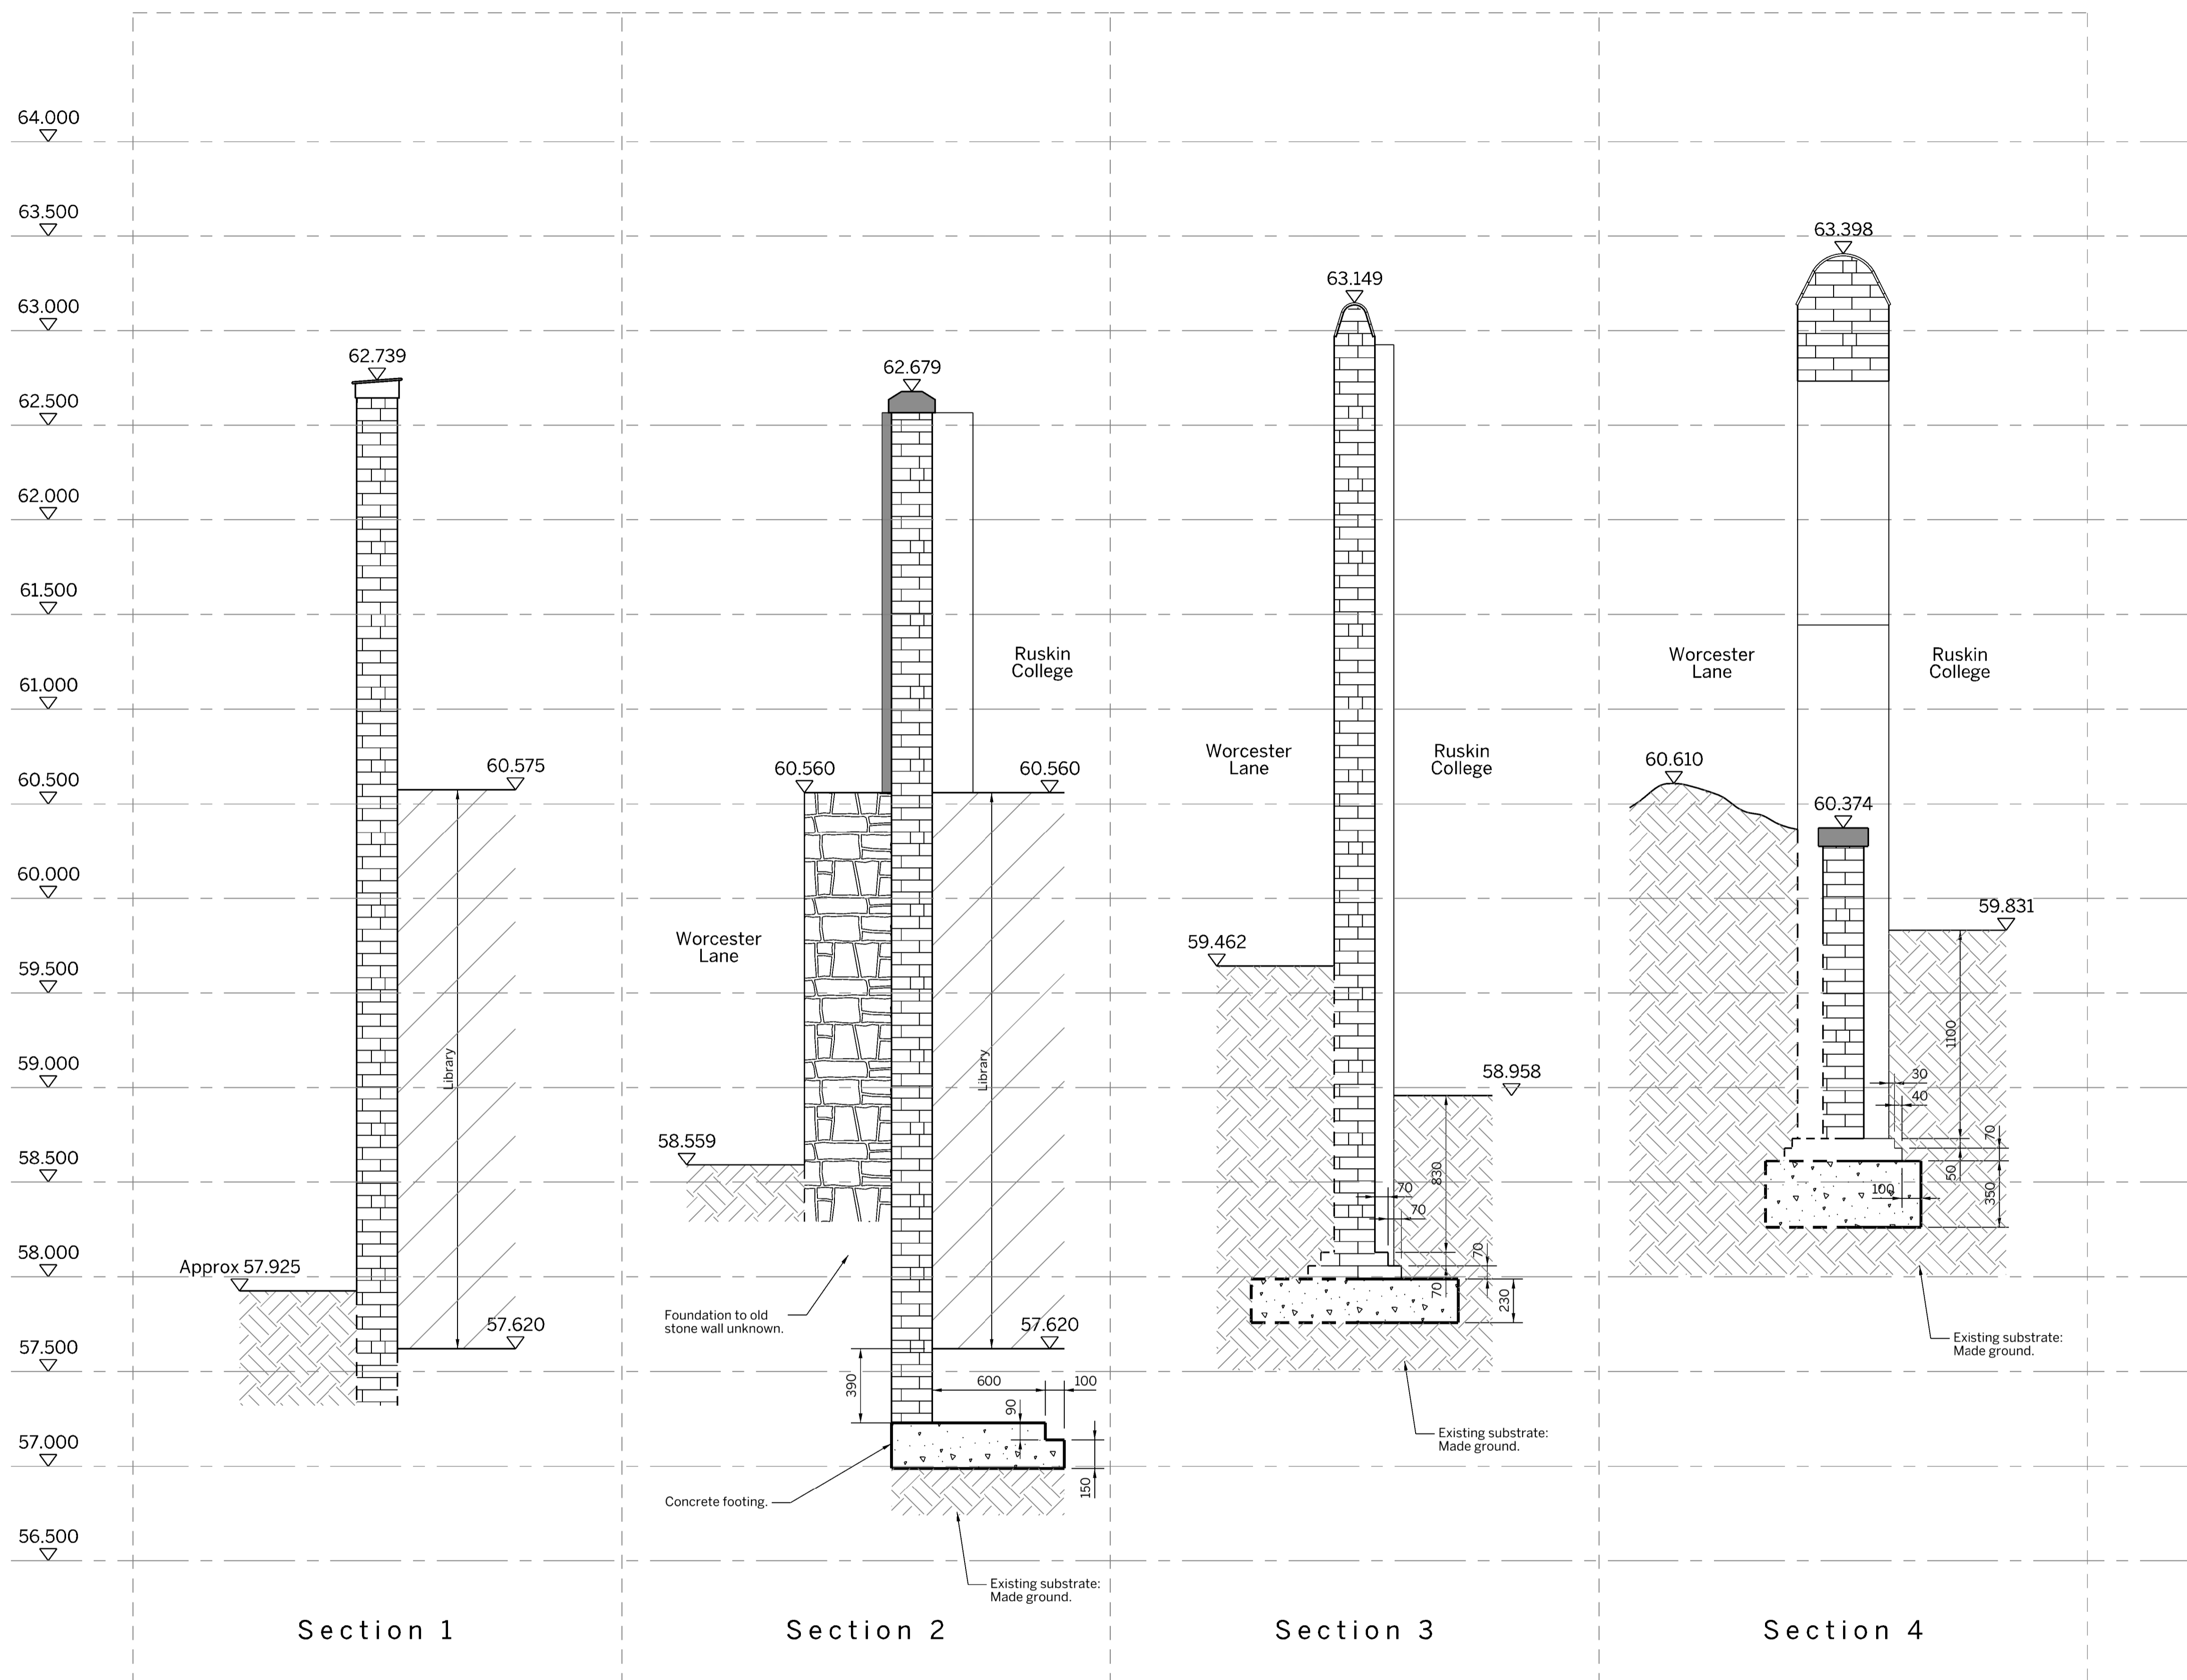 64.000
63.500
63.000
62.500
62.000
61.500
61.000
60.500
60.000
59.500
59.000
58.500
58.000
57.500
57.000
56.500
62.739
60.575
Library
Approx 57.925
57.620
Section 1
62.679
Ruskin
College
60.560
60.560
Worcester
Lane
Library
58.559
Foundation to old
stone wall unknown.
57.620
390
600
100
90
150
Concrete footing.
Existing substrate:
Made ground.
Section 2
63.149
Worcester
Lane
Ruskin
College
59.462
58.958
830
70
70
70
70
230
Existing substrate:
Made ground.
Section 3
63.398
Worcester
Lane
Ruskin
College
60.610
60.374
59.831
1100
30
40
70
50
100
350
Existing substrate:
Made ground.
Section 4